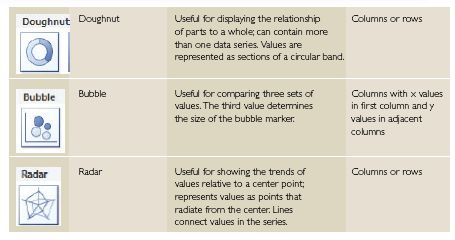 Doughnut
Doughnut
Useful for displaying the relationship
of parts to a whole; can contain more
than one data series. Values are
represented as sections of a circular band.
Columns or rows
Bubble
Bubble
Useful for comparing three sets of
values. The third value determines
the size of the bubble marker.
Columns with x values
in first column and y
values in adjacent
columns
Radar
Radar
Useful for showing the trends of
values relative to a center point;
represents values as points that
radiate from the center. Lines
connect values in the series.
Columns or rows